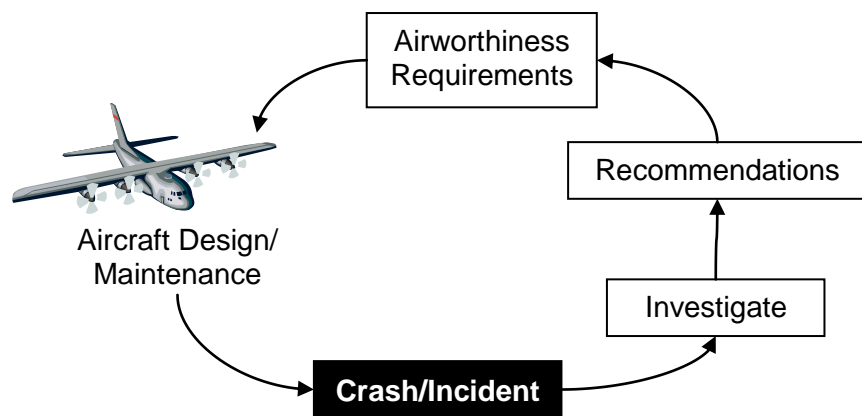 Airworthiness
Requirements
Recommendations
Aircraft Design/
Maintenance
Investigate
Crash/Incident